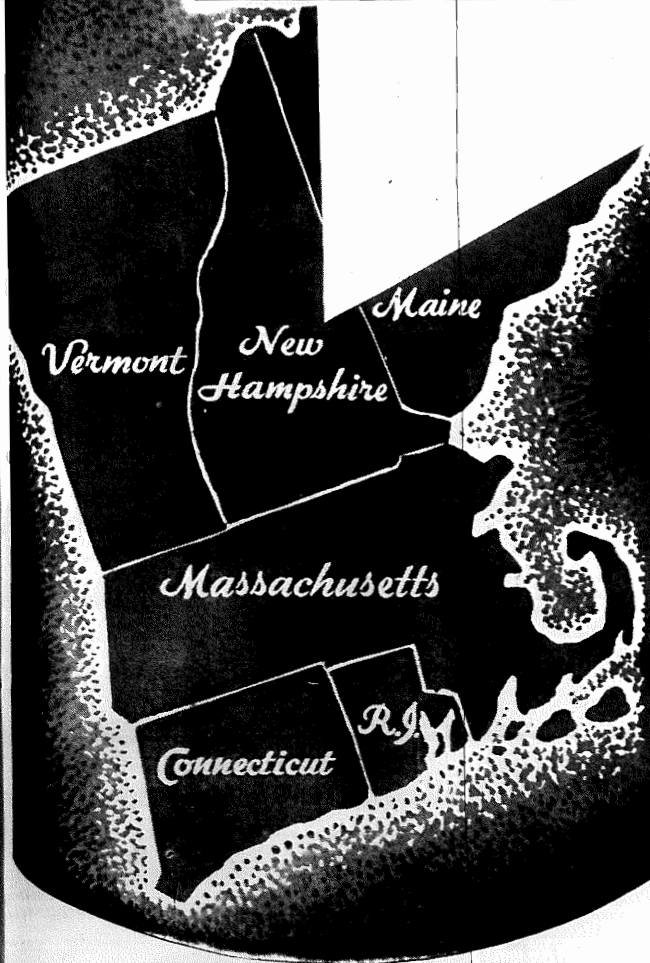 Maine
New
Hampshire
Vermont
Massachusetts
R.I.
Connecticut